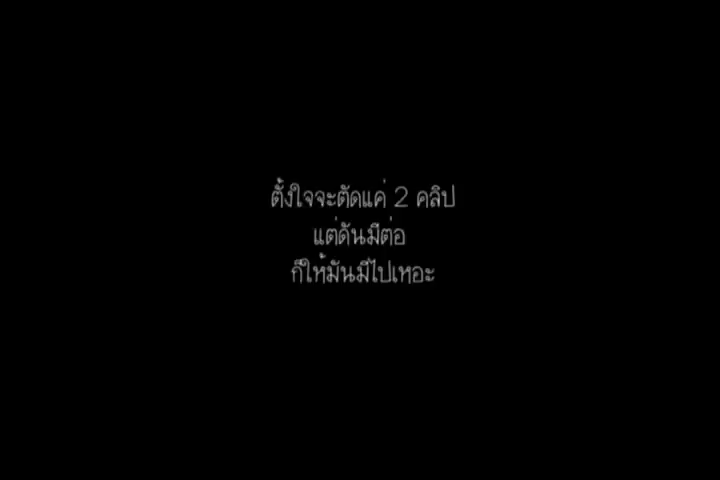 ตั้งใจจะตัดแค่ 2 คลิป
แต่ดันมีต่อ
ก็ให้มันมีไปเหอะ